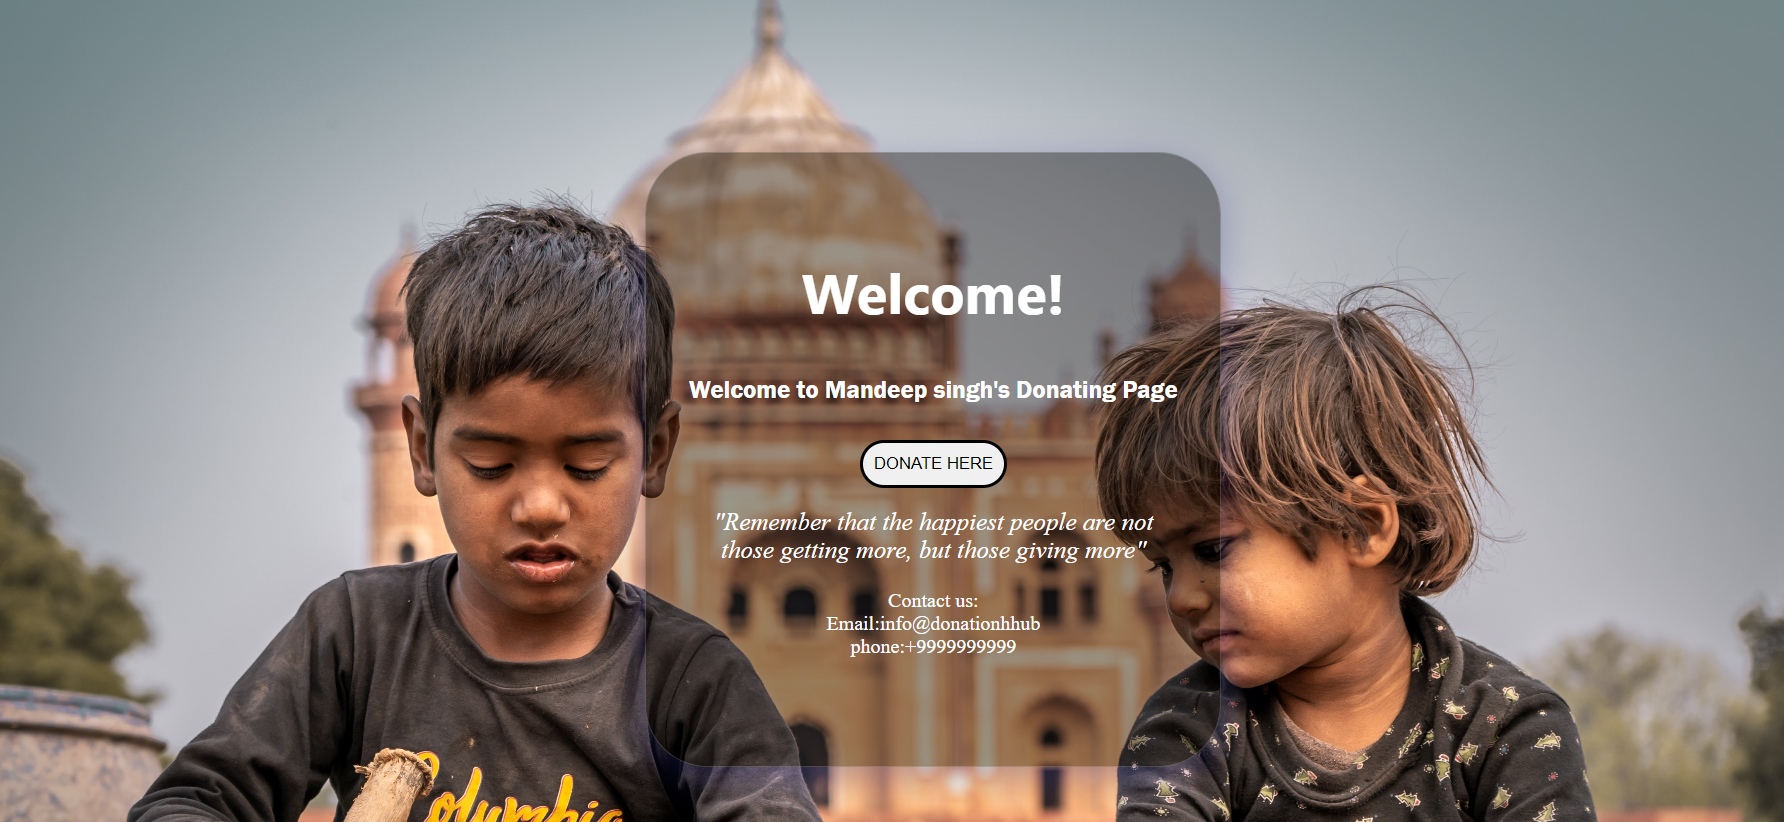 Welcome!
Welcome to Mandeep singh's Donating Page
DONATE HERE
"Remember that the happiest people are not
those getting more, but those giving more"
Contact us:
Email:info@donationhhub
phone:+9999999999
Columbia